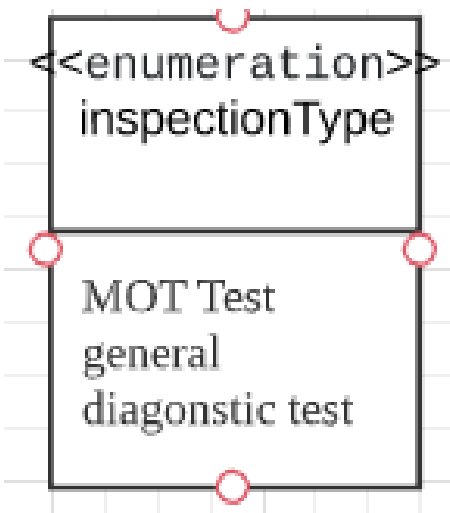 <<enumeration>>
inspectionType
MOT Test
general
diagonstic test